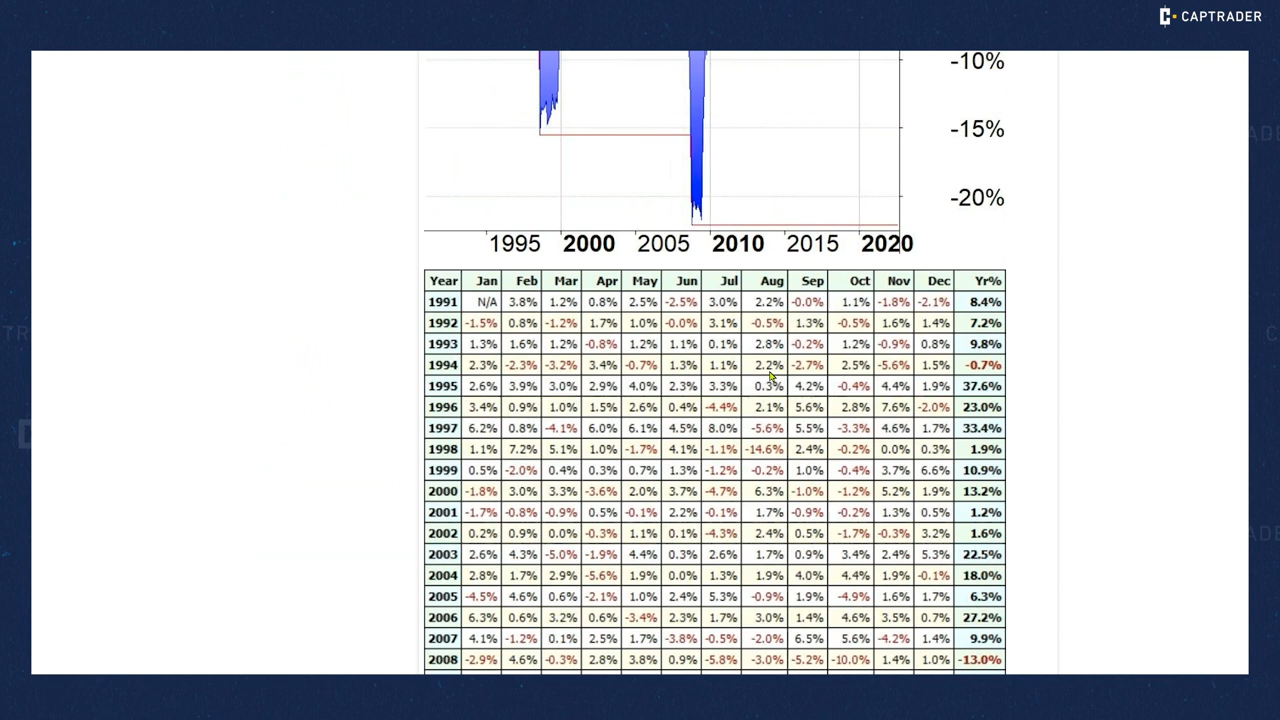 CAPTRADER
-10%
-15%
-20%
1995 2000 2005 2010 2015 2020
Year Jan Feb Mar Apr May Jun Jul Aug Sep Oct Nov Dec Yr%
1991 N/A 3.8% 1.2% 0.8% 2.5% -2.5% 3.0% 2.2% -0.0% 1.1% -1.8% -2.1% 8.4%
1992 -1.5% 0.8% -1.2% 1.7% 1.0% -0.0% 3.1% -0.5% 1.3% -0.5% 1.6% 1.4% 7.2%
1993 1.3% 1.6% 1.2% -0.8% 1.2% 1.1% 0.1% 2.8% -0.2% 1.2% -0.9% 0.8% 9.8%
1994 2.3% -2.3% -3.2% 3.4% -0.7% 1.3% 1.1% 2.2% -2.7% 2.5% -5.6% 1.5% -0.7%
1995 2.6% 3.9% 3.0% 2.9% 4.0% 2.3% 3.3% 0.3% 4.2% -0.4% 4.4% 1.9% 37.6%
1996 3.4% 0.9% 1.0% 1.5% 2.6% 0.4% -4.4% 2.1% 5.6% 2.8% 7.6% -2.0% 23.0%
1997 6.2% 0.8% -4.1% 6.0% 6.1% 4.5% 8.0% -5.6% 5.5% -3.3% 4.6% 1.7% 33.4%
1998 1.1% 7.2% 5.1% 1.0% -1.7% 4.1% -1.1% -14.6% 2.4% -0.2% 0.0% 0.3% 1.9%
1999 0.5% -2.0% 0.4% 0.3% 0.7% 1.3% -1.2% -0.2% 1.0% -0.4% 3.7% 6.6% 10.9%
2000 -1.8% 3.0% 3.3% -3.6% 2.0% 3.7% -4.7% 6.3% -1.0% -1.2% 5.2% 1.9% 13.2%
2001 -1.7% -0.8% -0.9% 0.5% -0.1% 2.2% -0.1% 1.7% -0.9% -0.2% 1.3% 0.5% 1.2%
2002 0.2% 0.9% 0.0% -0.3% 1.1% 0.1% -4.3% 2.4% 0.5% -1.7% -0.3% 3.2% 1.6%
2003 2.6% 4.3% -5.0% -1.9% 4.4% 0.3% 2.6% 1.7% 0.9% 3.4% 2.4% 5.3% 22.5%
2004 2.8% 1.7% 2.9% -5.6% 1.9% 0.0% 1.3% 1.9% 4.0% 4.4% 1.9% -0.1% 18.0%
2005 -4.5% 4.6% 0.6% -2.1% 1.0% 2.4% 5.3% -0.9% 1.9% -4.9% 1.6% 1.7% 6.3%
2006 6.3% 0.6% 3.2% 0.6% -3.4% 2.3% 1.7% 3.0% 1.4% 4.6% 3.5% 0.7% 27.2%
2007 4.1% -1.2% 0.1% 2.5% 1.7% -3.8% -0.5% -2.0% 6.5% 5.6% -4.2% 1.4% 9.9%
2008 -2.9% 4.6% -0.3% 2.8% 3.8% 0.9% -5.8% -3.0% -5.2% -10.0% 1.4% 1.0% -13.0%